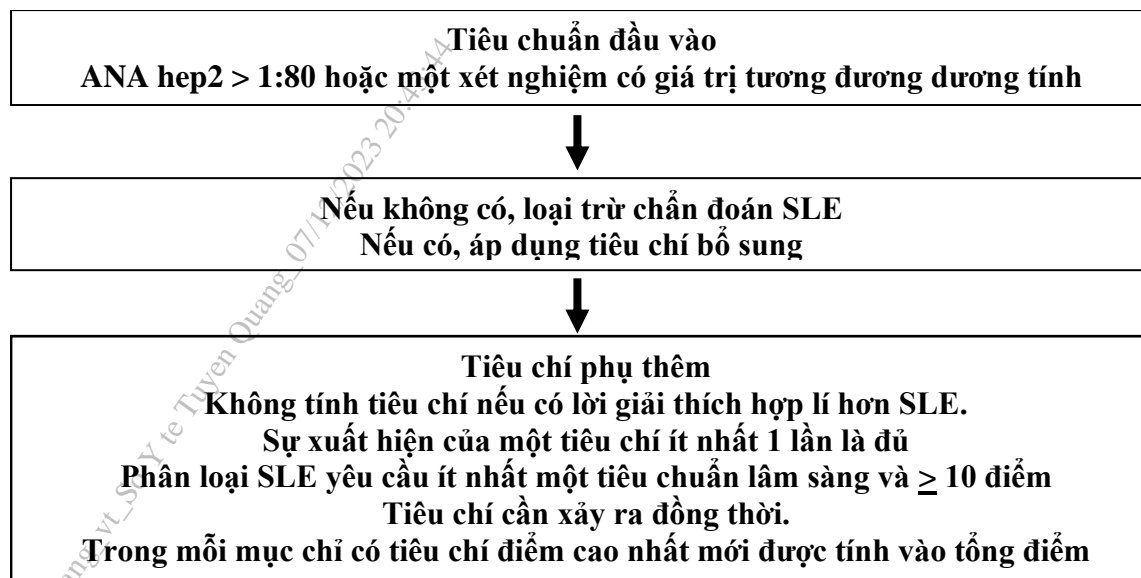 Tiêu chuẩn đầu vào
ANA hep2 > 1:80 hoặc một xét nghiệm có giá trị tương đương dương tính
Nếu không có, loại trừ chẩn đoán SLE
Nếu có, áp dụng tiêu chí bổ sung
Tiêu chí phụ thêm
Không tính tiêu chí nếu có lời giải thích hợp lí hơn SLE.
Sự xuất hiện của một tiêu chí ít nhất 1 lần là đủ
Phân loại SLE yêu cầu ít nhất một tiêu chuẩn lâm sàng và ≥ 10 điểm
Tiêu chí cần xảy ra đồng thời.
Trong mỗi mục chỉ có tiêu chí điểm cao nhất mới được tính vào tổng điểm
Y te Tuyen Quang